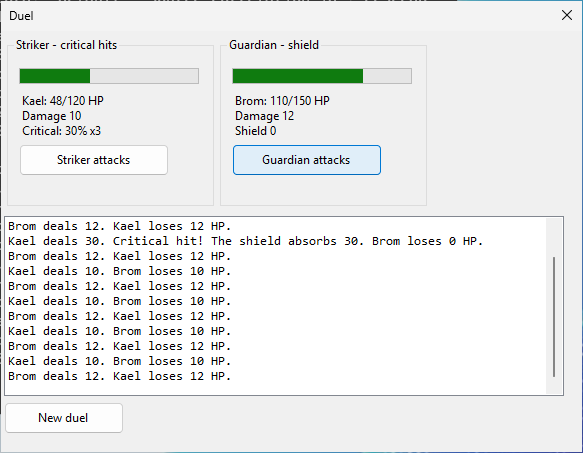 Duel
Striker - critical hits
Kael: 48/120 HP
Damage 10
Critical: 30% x3
Striker attacks
Guardian - shield
Brom: 110/150 HP
Damage 12
Shield 0
Guardian attacks
Brom deals 12. Kael loses 12 HP.
Kael deals 30. Critical hit! The shield absorbs 30. Brom loses 0 HP.
Brom deals 12. Kael loses 12 HP.
Kael deals 10. Brom loses 10 HP.
Brom deals 12. Kael loses 12 HP.
Kael deals 10. Brom loses 10 HP.
Brom deals 12. Kael loses 12 HP.
Kael deals 10. Brom loses 10 HP.
Brom deals 12. Kael loses 12 HP.
Kael deals 10. Brom loses 10 HP.
Brom deals 12. Kael loses 12 HP.
New duel